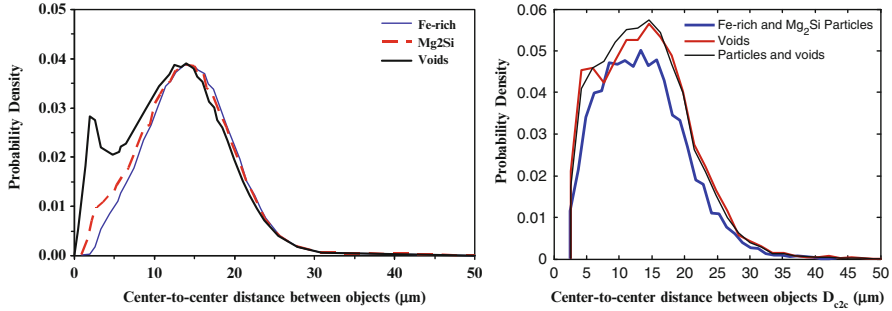 0.05
0.04
0.03
0.02
0.01
0.00
Probability Density
Fe-rich
Mg2Si
Voids
0 10 20 30 40 50
Center-to-center distance between objects (μm)
0.06
0.05
0.04
0.03
0.02
0.01
0
Probability Density
Fe-rich and Mg₂Si Particles
Voids
Particles and voids
0 5 10 15 20 25 30 35 40 45 50
Center-to-center distance between objects D_c2c (μm)